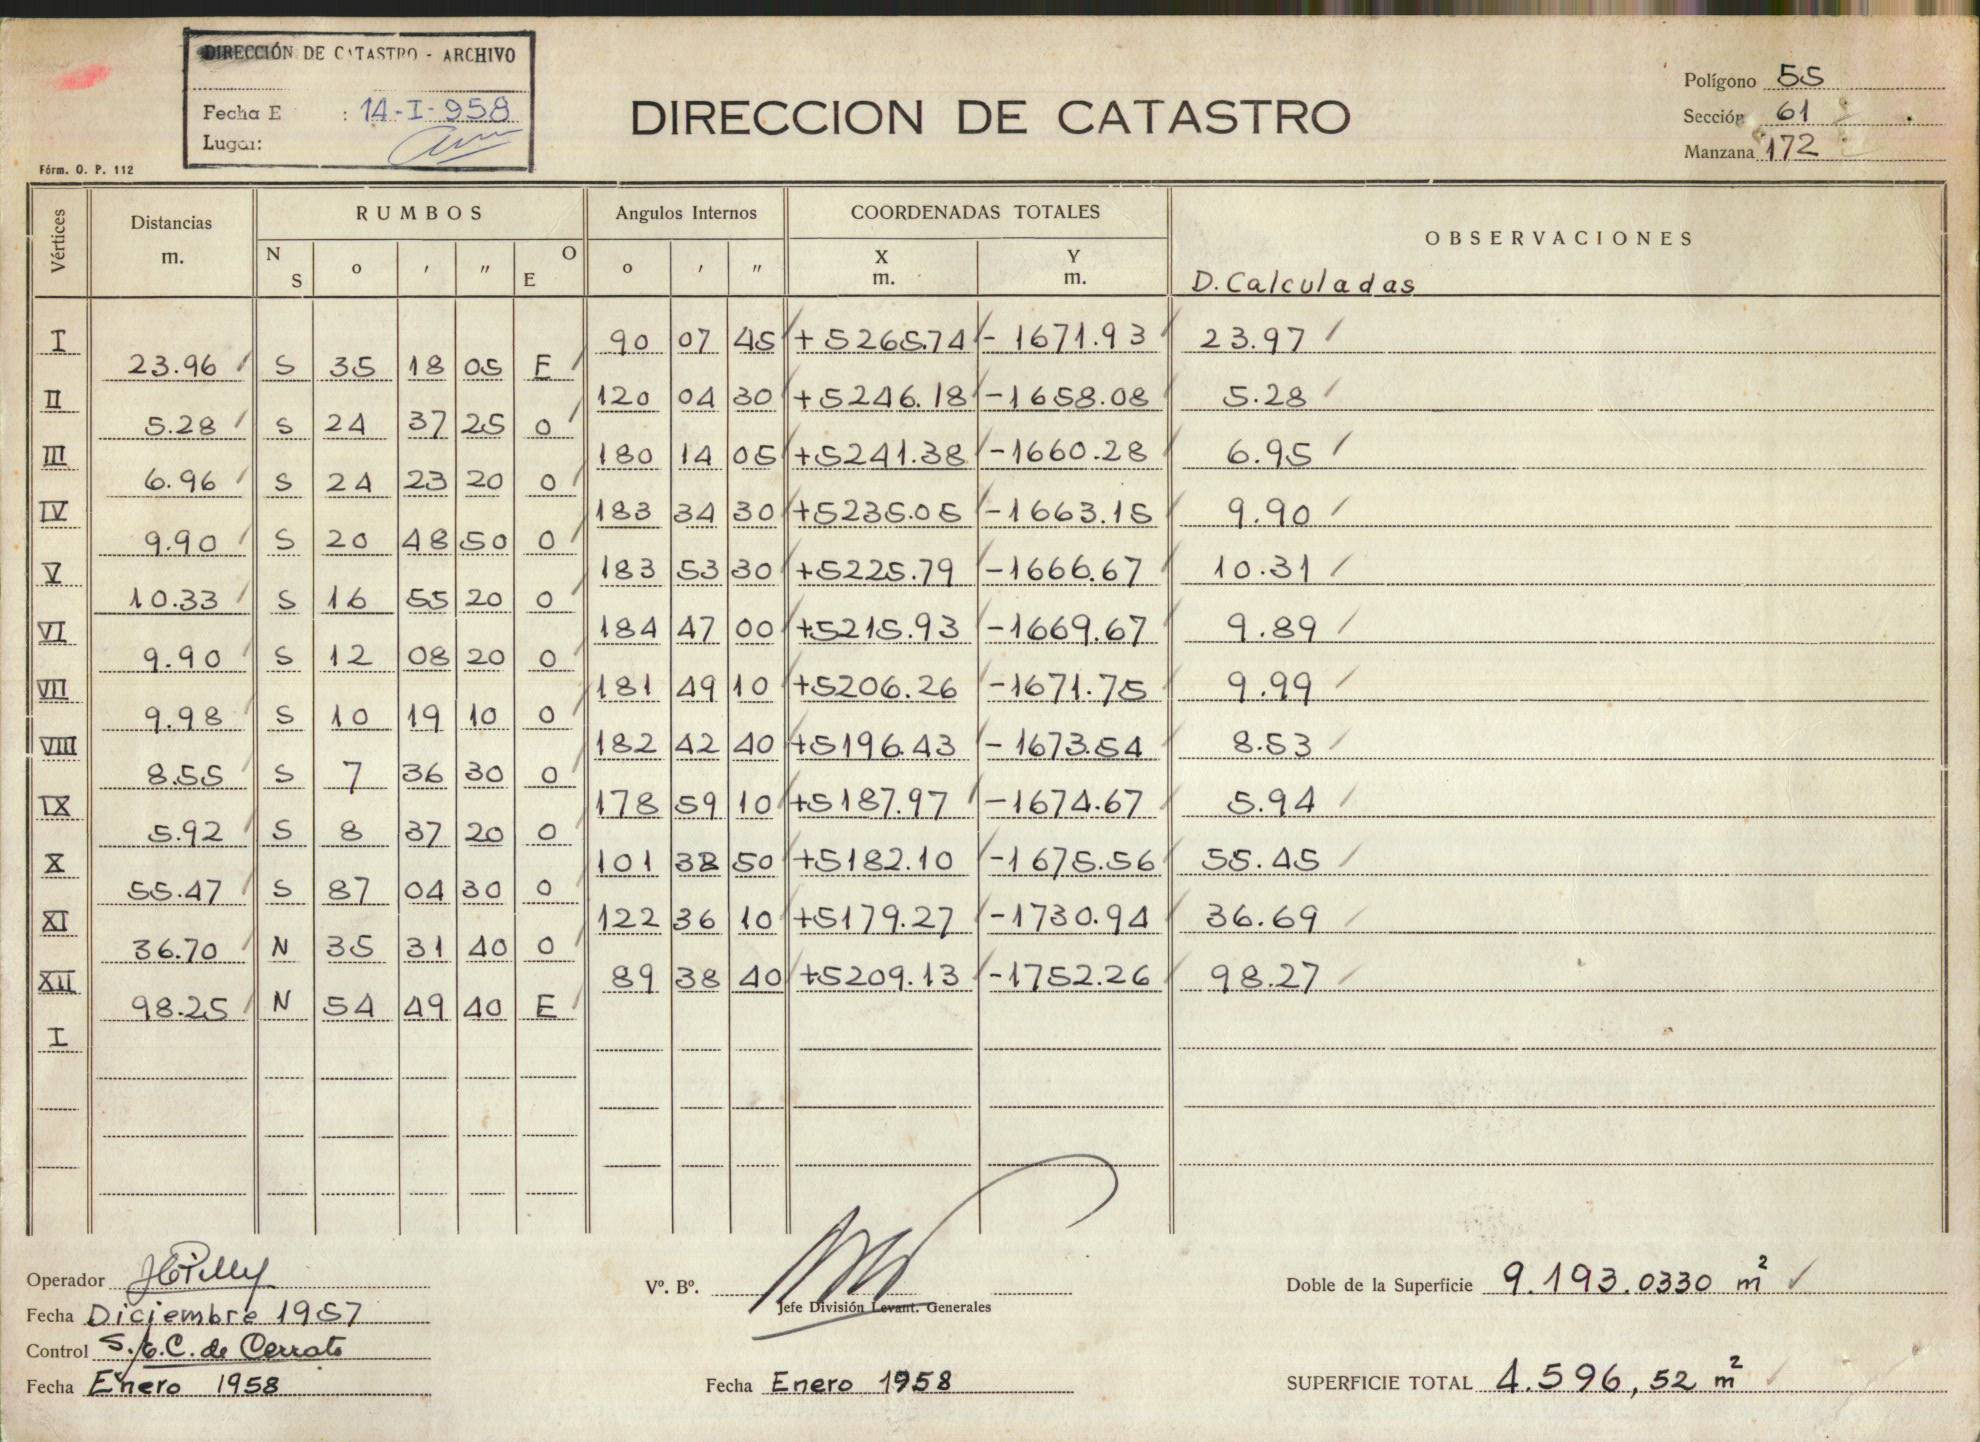 DIRECCIÓN DE CATASTRO - ARCHIVO
Fecha E : 14-I-958
Lugar:
Fórm. O. P. 112
DIRECCION DE CATASTRO
Polígono 55
Sección 61
Manzana 172
Vértices Distancias m. RUMBOS Angulos Internos COORDENADAS TOTALES OBSERVACIONES
N S o ' " O E o ' " X m. Y m. D. Calculadas
I 90 07 45 + 5265.74 - 1671.93 23.97
23.96 S 35 18 05 E
II 120 04 30 +5246.18 -1658.08 5.28
5.28 S 24 37 25 O
III 180 14 05 +5241.38 -1660.28 6.95
6.96 S 24 23 20 O
IV 183 34 30 +5235.05 -1663.15 9.90
9.90 S 20 48 50 O
V 183 53 30 +5225.79 -1666.67 10.31
10.33 S 16 55 20 O
VI 184 47 00 +5215.93 -1669.67 9.89
9.90 S 12 08 20 O
VII 181 49 10 +5206.26 -1671.75 9.99
9.98 S 10 19 10 O
VIII 182 42 40 +5196.43 - 1673.54 8.53
8.55 S 7 36 30 O
IX 178 59 10 +5187.97 -1674.67 5.94
5.92 S 8 37 20 O
X 101 38 50 +5182.10 -1675.56 55.45
55.47 S 87 04 30 O
XI 122 36 10 +5179.27 -1730.94 36.69
36.70 N 35 31 40 O
XII 89 38 40 +5209.13 -1752.26 98.27
98.25 N 54 49 40 E
I
Operador
Fecha Diciembre 1957
Control S. C. de Cerrato
Fecha Enero 1958
Vº. Bº.
Jefe División Levant. Generales
Fecha Enero 1958
Doble de la Superficie 9.193.0330 m²
SUPERFICIE TOTAL 4.596,52 m²